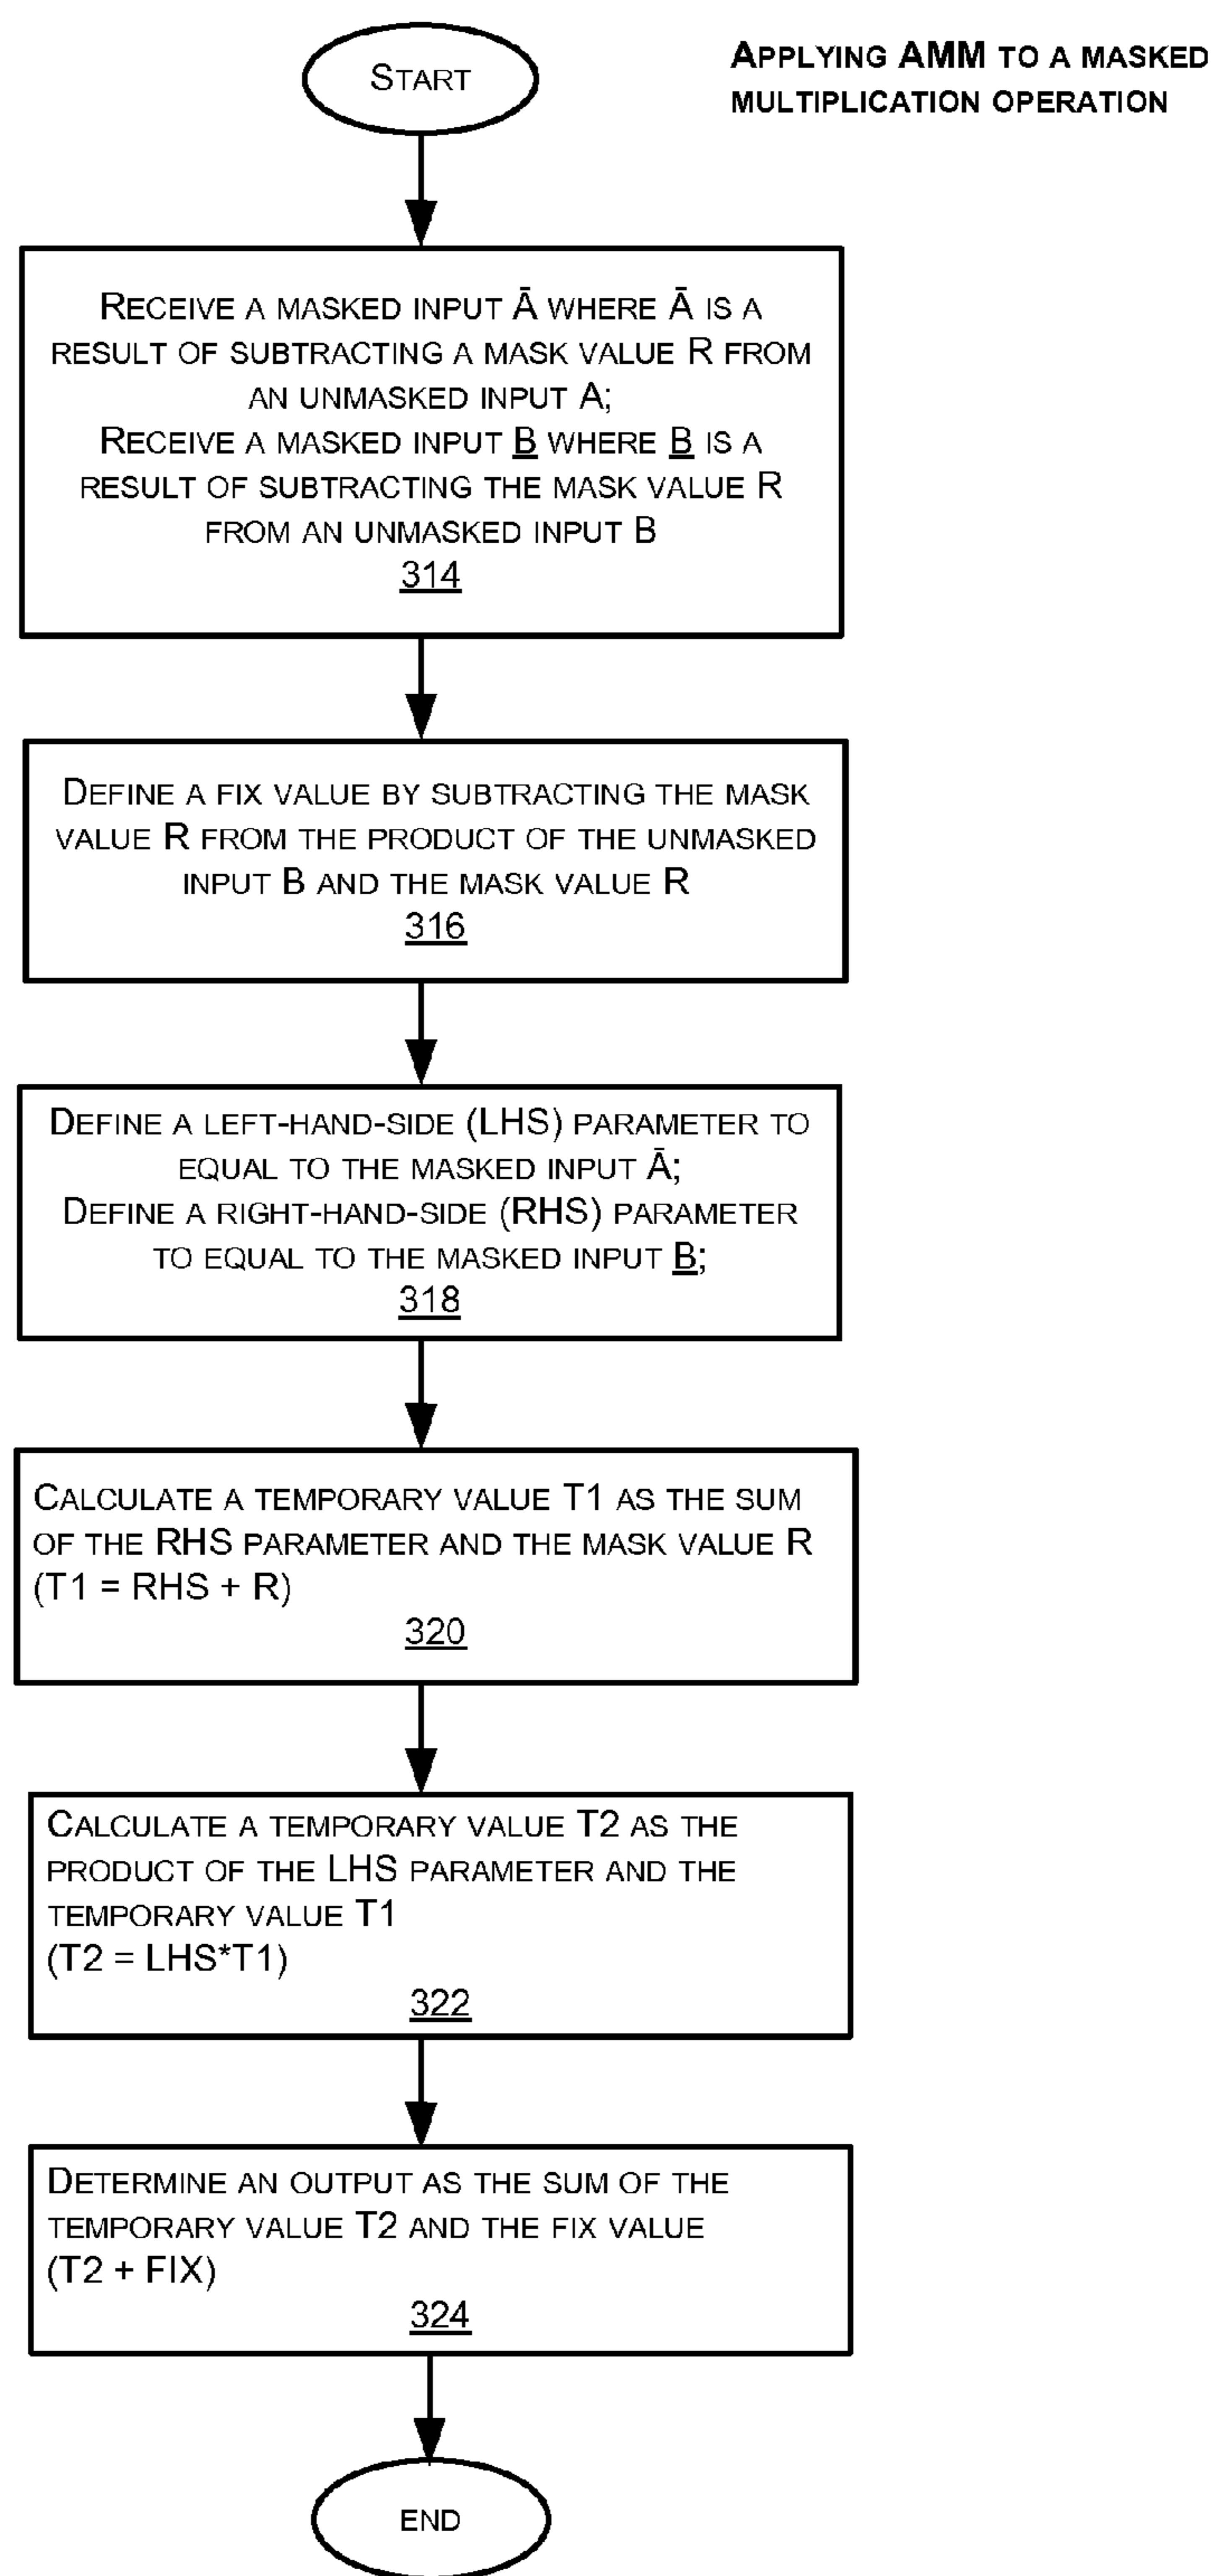 START
APPLYING AMM TO A MASKED
MULTIPLICATION OPERATION
RECEIVE A MASKED INPUT Ā WHERE Ā IS A
RESULT OF SUBTRACTING A MASK VALUE R FROM
AN UNMASKED INPUT A;
RECEIVE A MASKED INPUT B WHERE B IS A
RESULT OF SUBTRACTING THE MASK VALUE R
FROM AN UNMASKED INPUT B
314
DEFINE A FIX VALUE BY SUBTRACTING THE MASK
VALUE R FROM THE PRODUCT OF THE UNMASKED
INPUT B AND THE MASK VALUE R
316
DEFINE A LEFT-HAND-SIDE (LHS) PARAMETER TO
EQUAL TO THE MASKED INPUT Ā;
DEFINE A RIGHT-HAND-SIDE (RHS) PARAMETER
TO EQUAL TO THE MASKED INPUT B;
318
CALCULATE A TEMPORARY VALUE T1 AS THE SUM
OF THE RHS PARAMETER AND THE MASK VALUE R
(T1 = RHS + R)
320
CALCULATE A TEMPORARY VALUE T2 AS THE
PRODUCT OF THE LHS PARAMETER AND THE
TEMPORARY VALUE T1
(T2 = LHS*T1)
322
DETERMINE AN OUTPUT AS THE SUM OF THE
TEMPORARY VALUE T2 AND THE FIX VALUE
(T2 + FIX)
324
END